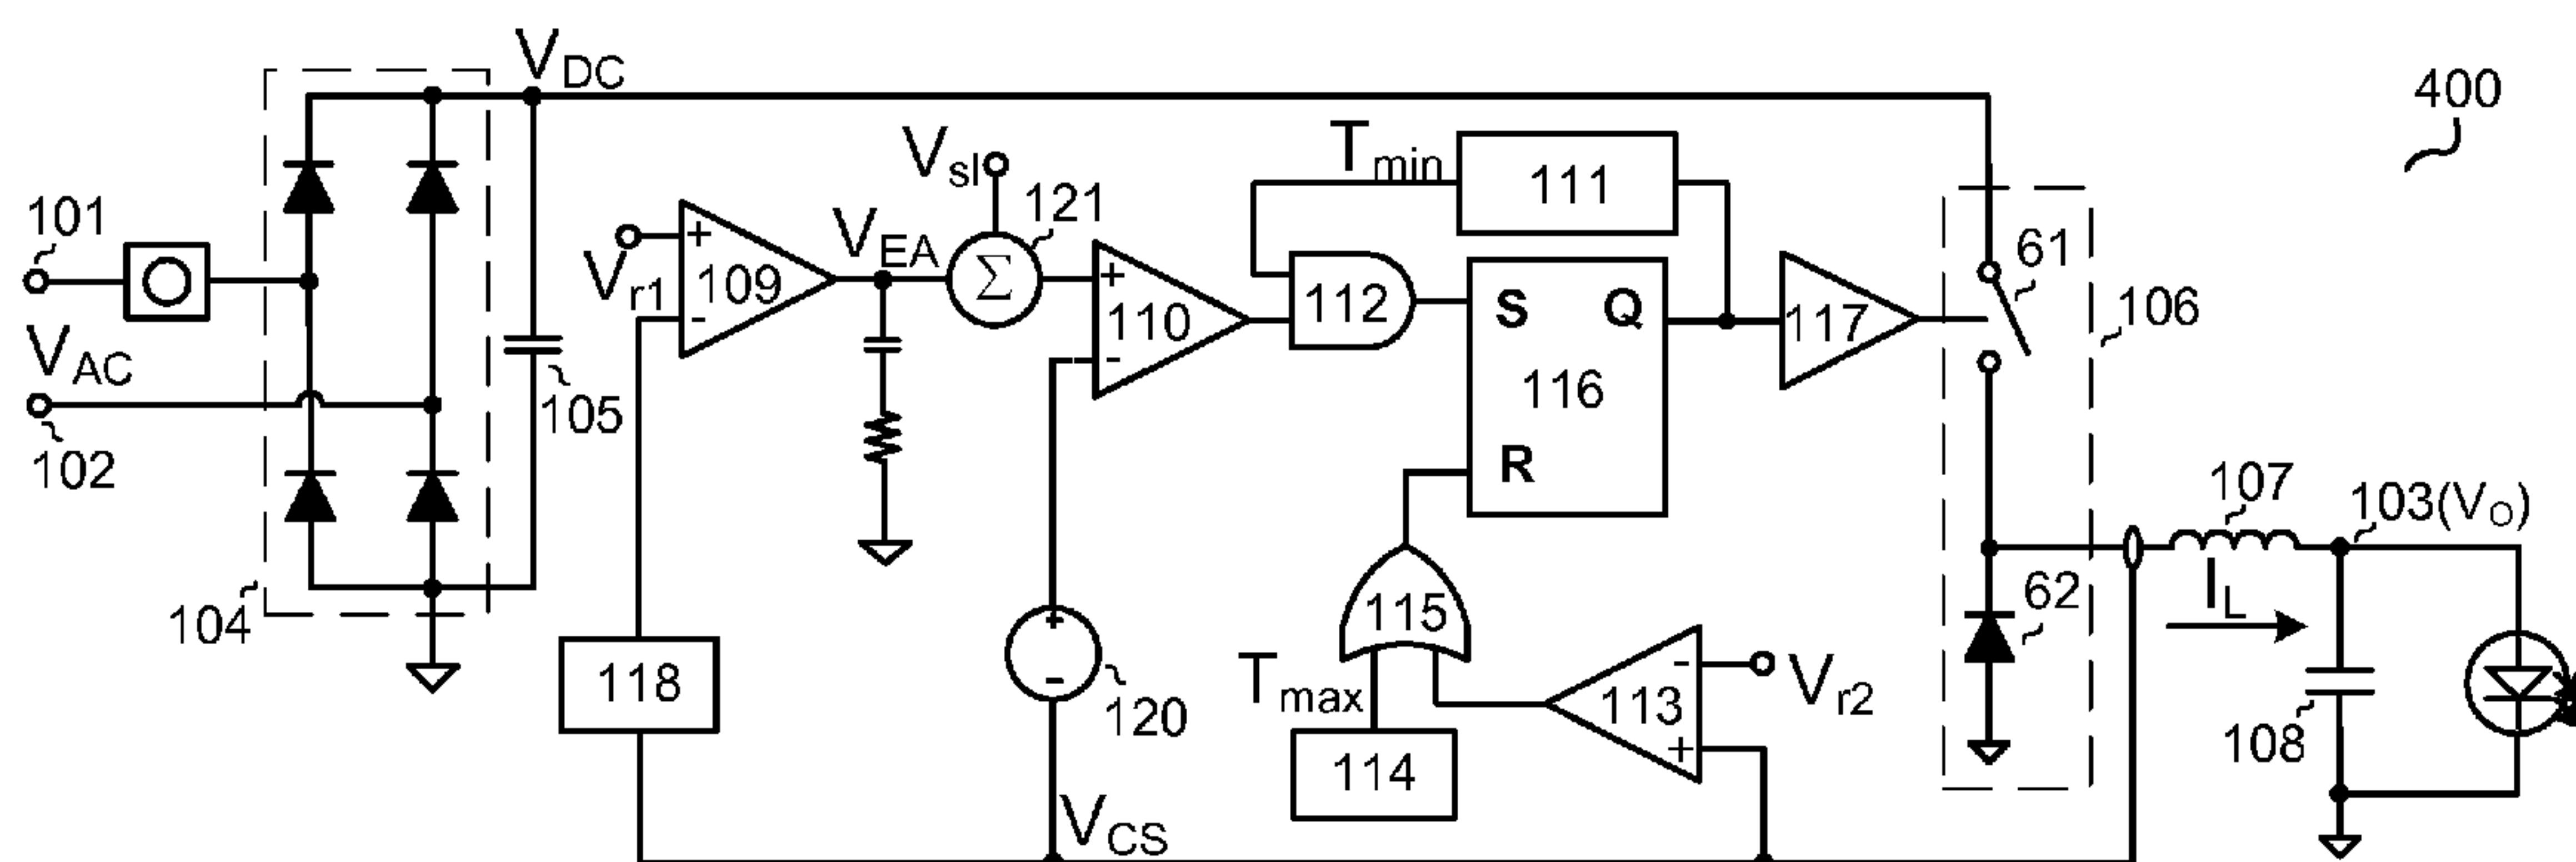 V_DC
400
101
V_AC
102
104
105
V_r1
+
-
109
V_EA
V_sl
121
Σ
+
-
110
T_min
111
112
S
Q
116
R
117
61
106
62
118
+
-
120
V_CS
T_max
114
115
113
-
+
V_r2
107
103(V_O)
I_L
108